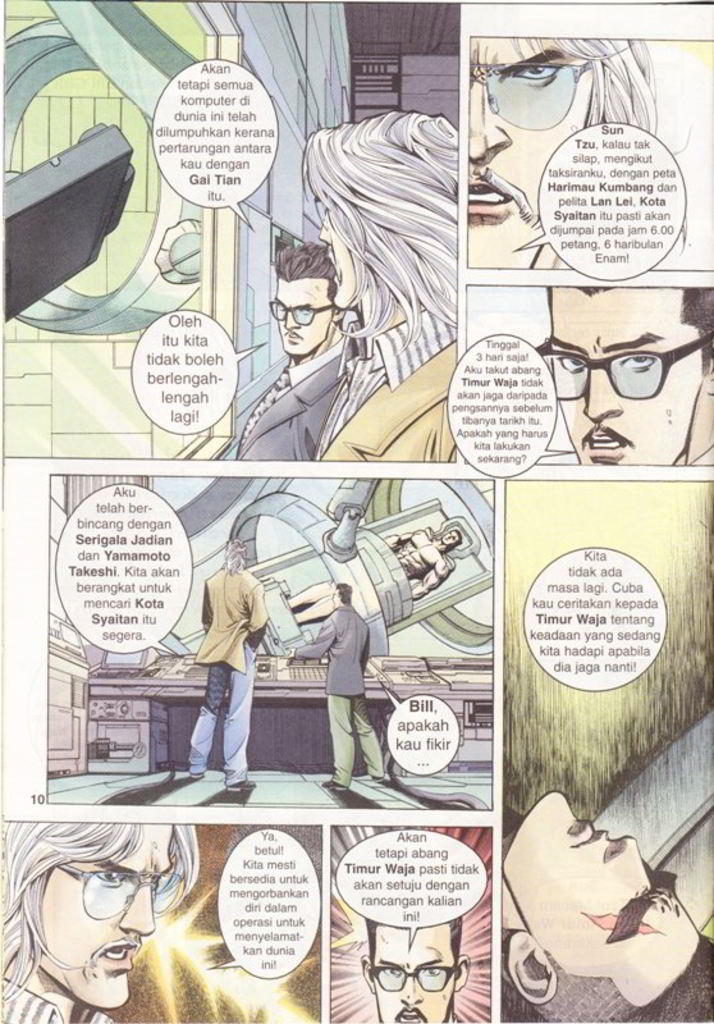 Akan
tetapi semua
komputer di
dunia ini telah
dilumpuhkan kerana
pertarungan antara
kau dengan
Gai Tian
itu.
Oleh
itu kita
tidak boleh
berlengah-
lengah
lagi!
Sun
Tzu, kalau tak
silap, mengikut
taksiranku, dengan peta
Harimau Kumbang dan
pelita Lan Lei, Kota
Syaitan itu pasti akan
dijumpai pada jam 6.00
petang, 6 haribulan
Enam!
Tinggal
3 hari saja!
Aku takut abang
Timur Waja tidak
akan jaga daripada
pengsannya sebelum
tibanya tarikh itu.
Apakah yang harus
kita lakukan
sekarang?
Aku
telah ber-
bincang dengan
Serigala Jadian
dan Yamamoto
Takeshi. Kita akan
berangkat untuk
mencari Kota
Syaitan itu
segera.
Bill,
apakah
kau fikir
...
Kita
tidak ada
masa lagi. Cuba
kau ceritakan kepada
Timur Waja tentang
keadaan yang sedang
kita hadapi apabila
dia jaga nanti!
10
Ya,
betul!
Kita mesti
bersedia untuk
mengorbankan
diri dalam
operasi untuk
menyelamat-
kan dunia
ini!
Akan
tetapi abang
Timur Waja pasti tidak
akan setuju dengan
rancangan kalian
ini!